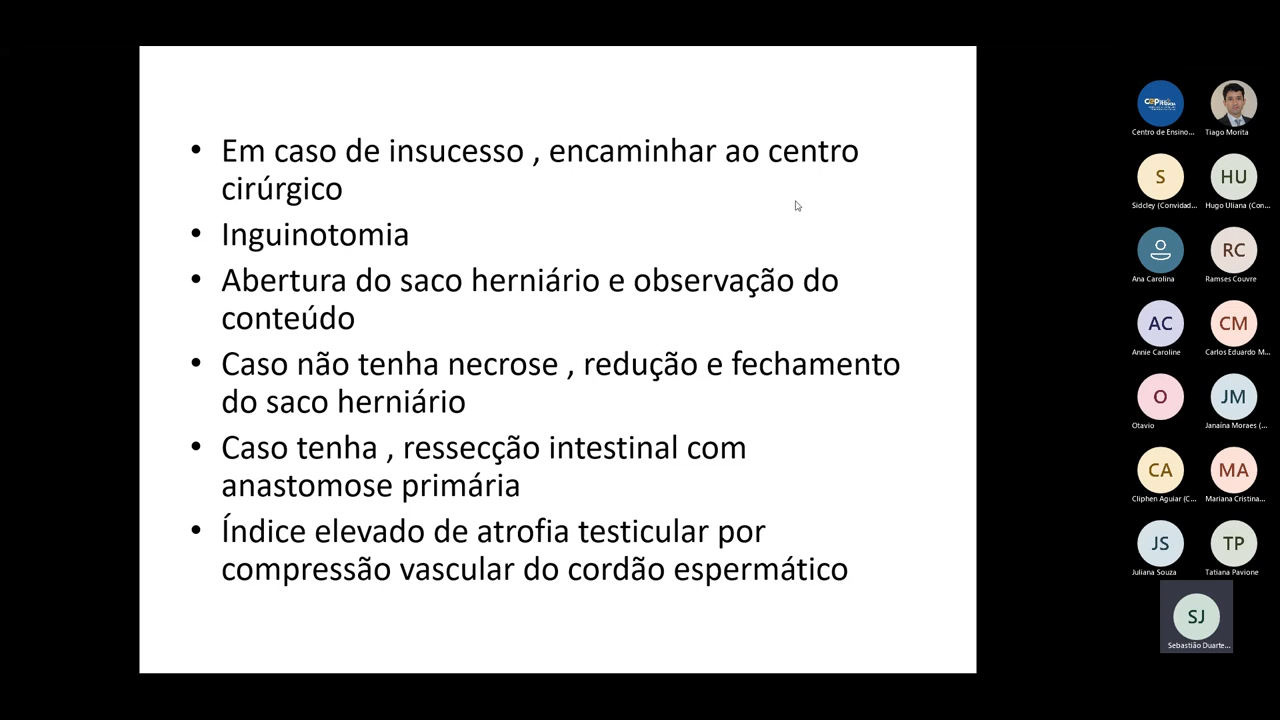 • Em caso de insucesso , encaminhar ao centro
cirúrgico
• Inguinotomia
• Abertura do saco herniário e observação do
conteúdo
• Caso não tenha necrose , redução e fechamento
do saco herniário
• Caso tenha , ressecção intestinal com
anastomose primária
• Índice elevado de atrofia testicular por
compressão vascular do cordão espermático
Centro de Ensino...
Tiago Morita
S
HU
Sidcley (Convidad...
Hugo Uliana (Con...
RC
Ana Carolina
Ramses Couvre
AC
CM
Annie Caroline
Carlos Eduardo M...
O
JM
Otavio
Janaína Moraes (...
CA
MA
Cliphen Aguiar (C...
Mariana Cristina...
JS
TP
Juliana Souza
Tatiana Pavione
SJ
Sebastião Duarte...